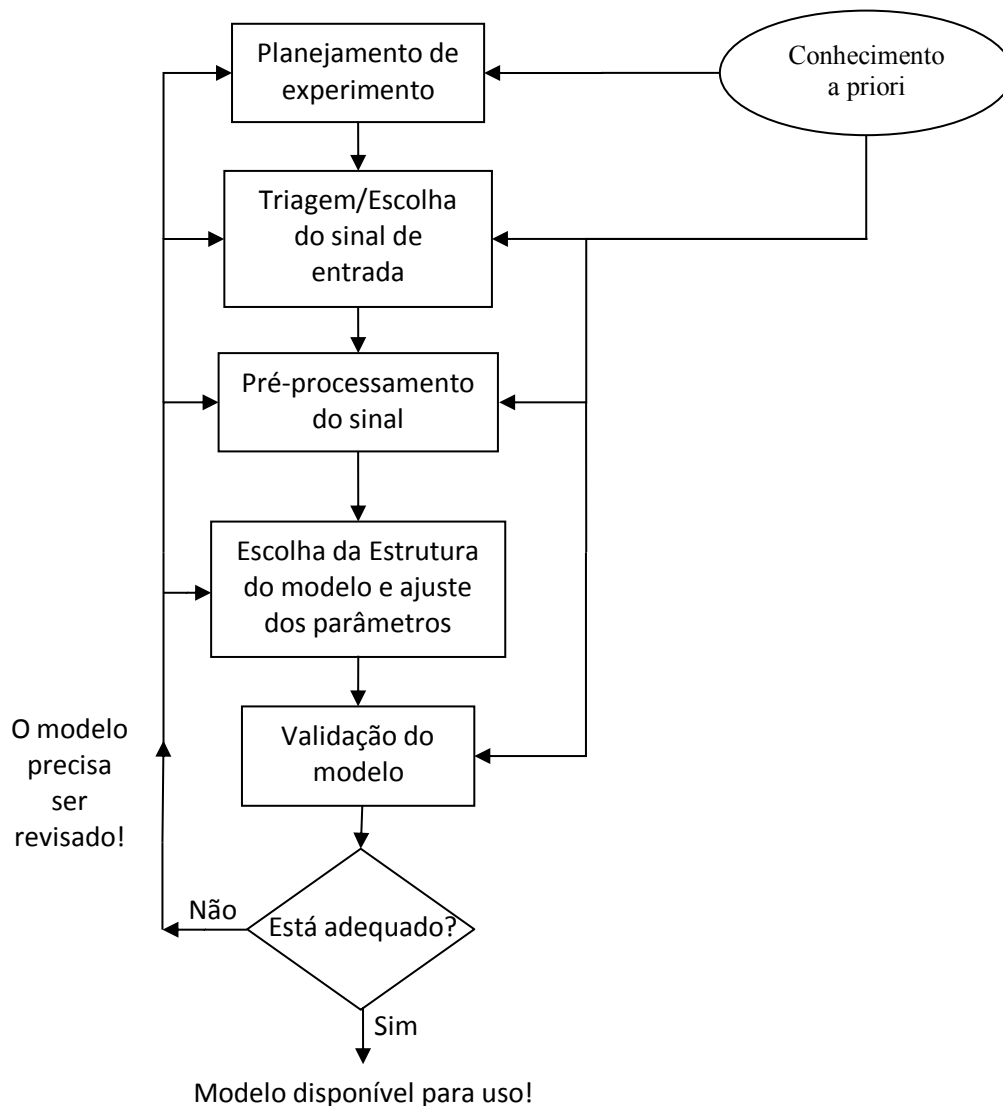 Planejamento de
experimento
Conhecimento
a priori
Triagem/Escolha
do sinal de
entrada
Pré-processamento
do sinal
Escolha da Estrutura
do modelo e ajuste
dos parâmetros
O modelo
precisa
ser
revisado!
Validação do
modelo
Não
Está adequado?
Sim
Modelo disponível para uso!